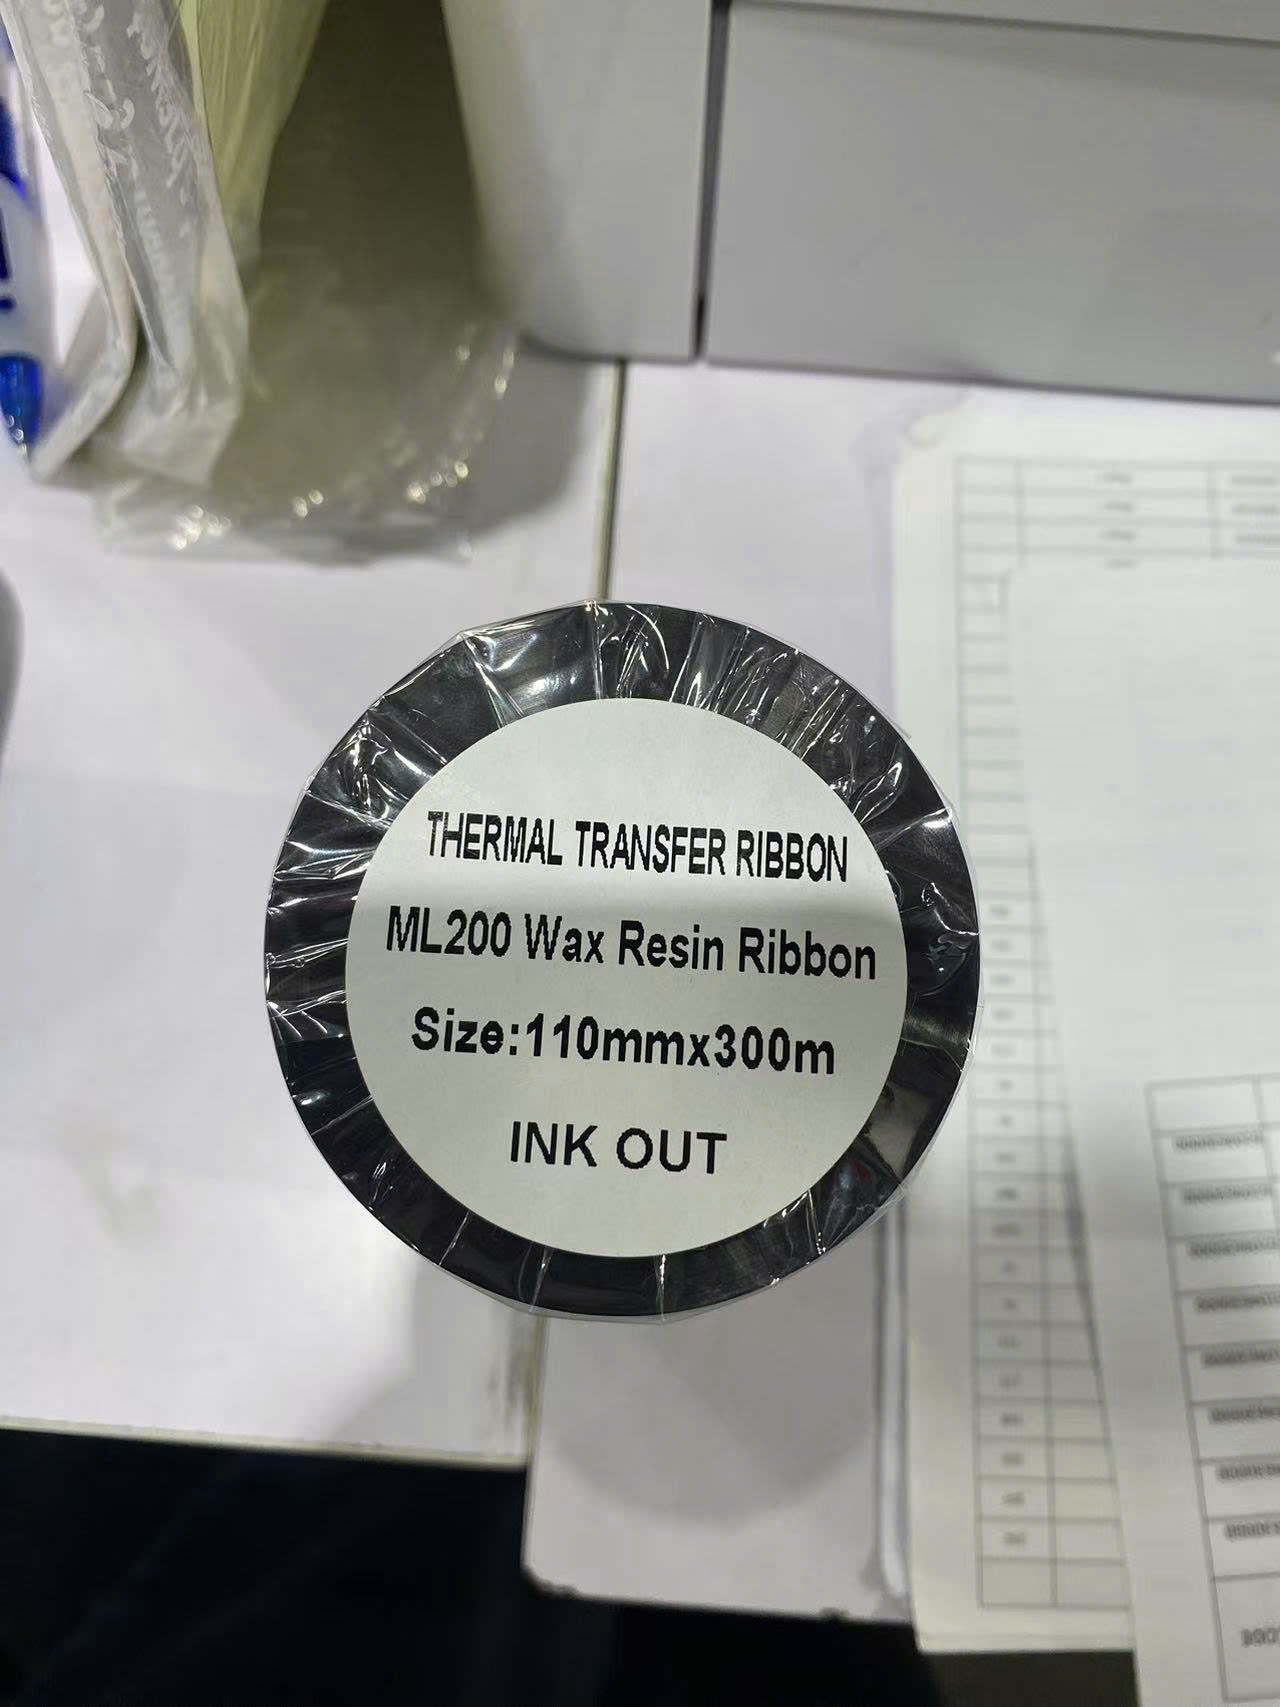 THERMAL TRANSFER RIBBON
ML200 Wax Resin Ribbon
Size:110mmx300m
INK OUT